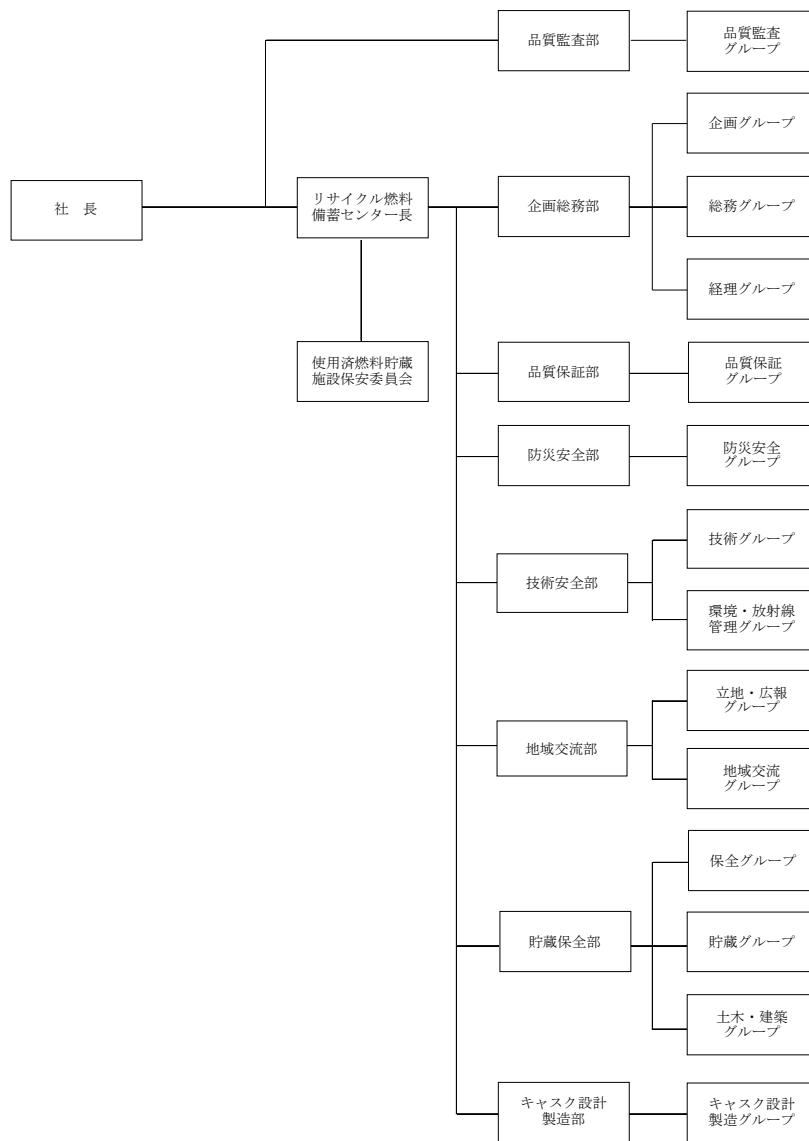 品質監査部
品質監査
グループ
企画グループ
社　長
リサイクル燃料
備蓄センター長
企画総務部
総務グループ
経理グループ
使用済燃料貯蔵
施設保安委員会
品質保証部
品質保証
グループ
防災安全部
防災安全
グループ
技術安全部
技術グループ
環境・放射線
管理グループ
地域交流部
立地・広報
グループ
地域交流
グループ
貯蔵保全部
保全グループ
貯蔵グループ
土木・建築
グループ
キャスク設計
製造部
キャスク設計
製造グループ